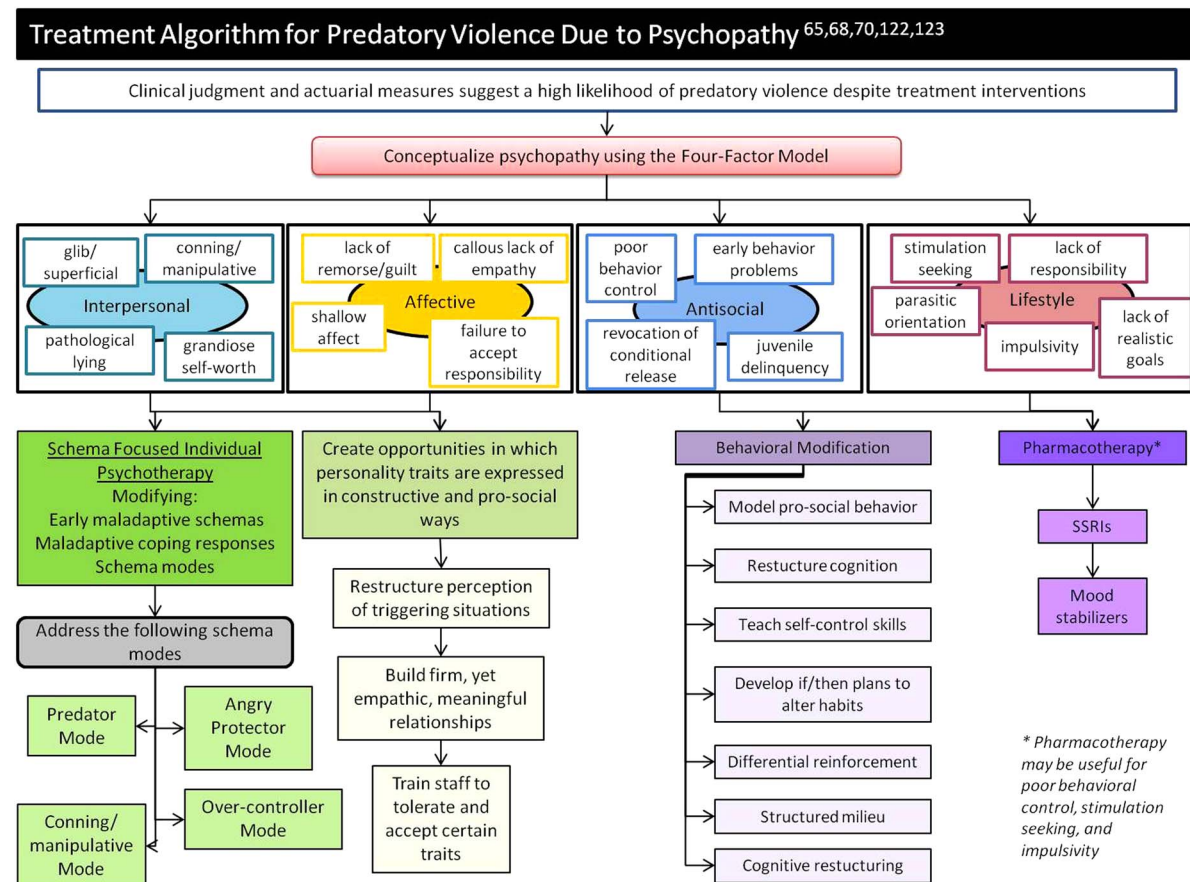 Treatment Algorithm for Predatory Violence Due to Psychopathy 65,68,70,122,123
Clinical judgment and actuarial measures suggest a high likelihood of predatory violence despite treatment interventions
Conceptualize psychopathy using the Four-Factor Model
glib/
superficial
conning/
manipulative
Interpersonal
pathological
lying
grandiose
self-worth
lack of
remorse/guilt
callous lack of
empathy
Affective
shallow
affect
failure to
accept
responsibility
poor
behavior
control
early behavior
problems
Antisocial
revocation of
conditional
release
juvenile
delinquency
stimulation
seeking
lack of
responsibility
parasitic
orientation
Lifestyle
impulsivity
lack of
realistic
goals
Schema Focused Individual
Psychotherapy
Modifying:
Early maladaptive schemas
Maladaptive coping responses
Schema modes
Address the following schema
modes
Predator
Mode
Angry
Protector
Mode
Conning/
manipulative
Mode
Over-controller
Mode
Create opportunities in which
personality traits are expressed
in constructive and pro-social
ways
Restructure perception
of triggering situations
Build firm, yet
empathic, meaningful
relationships
Train staff to
tolerate and
accept certain
traits
Behavioral Modification
Model pro-social behavior
Restucture cognition
Teach self-control skills
Develop if/then plans to
alter habits
Differential reinforcement
Structured milieu
Cognitive restucturing
Pharmacotherapy*
SSRIs
Mood
stabilizers
* Pharmacotherapy
may be useful for
poor behavioral
control, stimulation
seeking, and
impulsivity